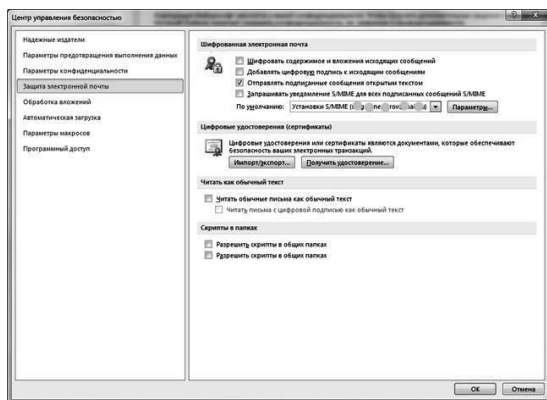 Центр управления безопасностью
Надежные издатели
Параметры предотвращения выполнения данных
Параметры конфиденциальности
Защита электронной почты
Обработка вложений
Автоматическая загрузка
Параметры макросов
Программный доступ
Шифрованная электронная почта
Шифровать содержимое и вложения исходящих сообщений
Добавлять цифровую подпись к исходящим сообщениям
Отправлять подписанные сообщения открытым текстом
Запрашивать уведомление S/MIME для всех подписанных сообщений S/MIME
По умолчанию: Установки S/MIME Параметры...
Цифровые удостоверения (сертификаты)
Цифровые удостоверения или сертификаты являются документами, которые обеспечивают
безопасность ваших электронных транзакций.
Импорт/экспорт... Получить удостоверение...
Читать как обычный текст
Читать обычные письма как обычный текст
Читать письма с цифровой подписью как обычный текст
Скрипты в папках
Разрешить скрипты в общих папках
Разрешить скрипты в общих папках
ОК Отмена